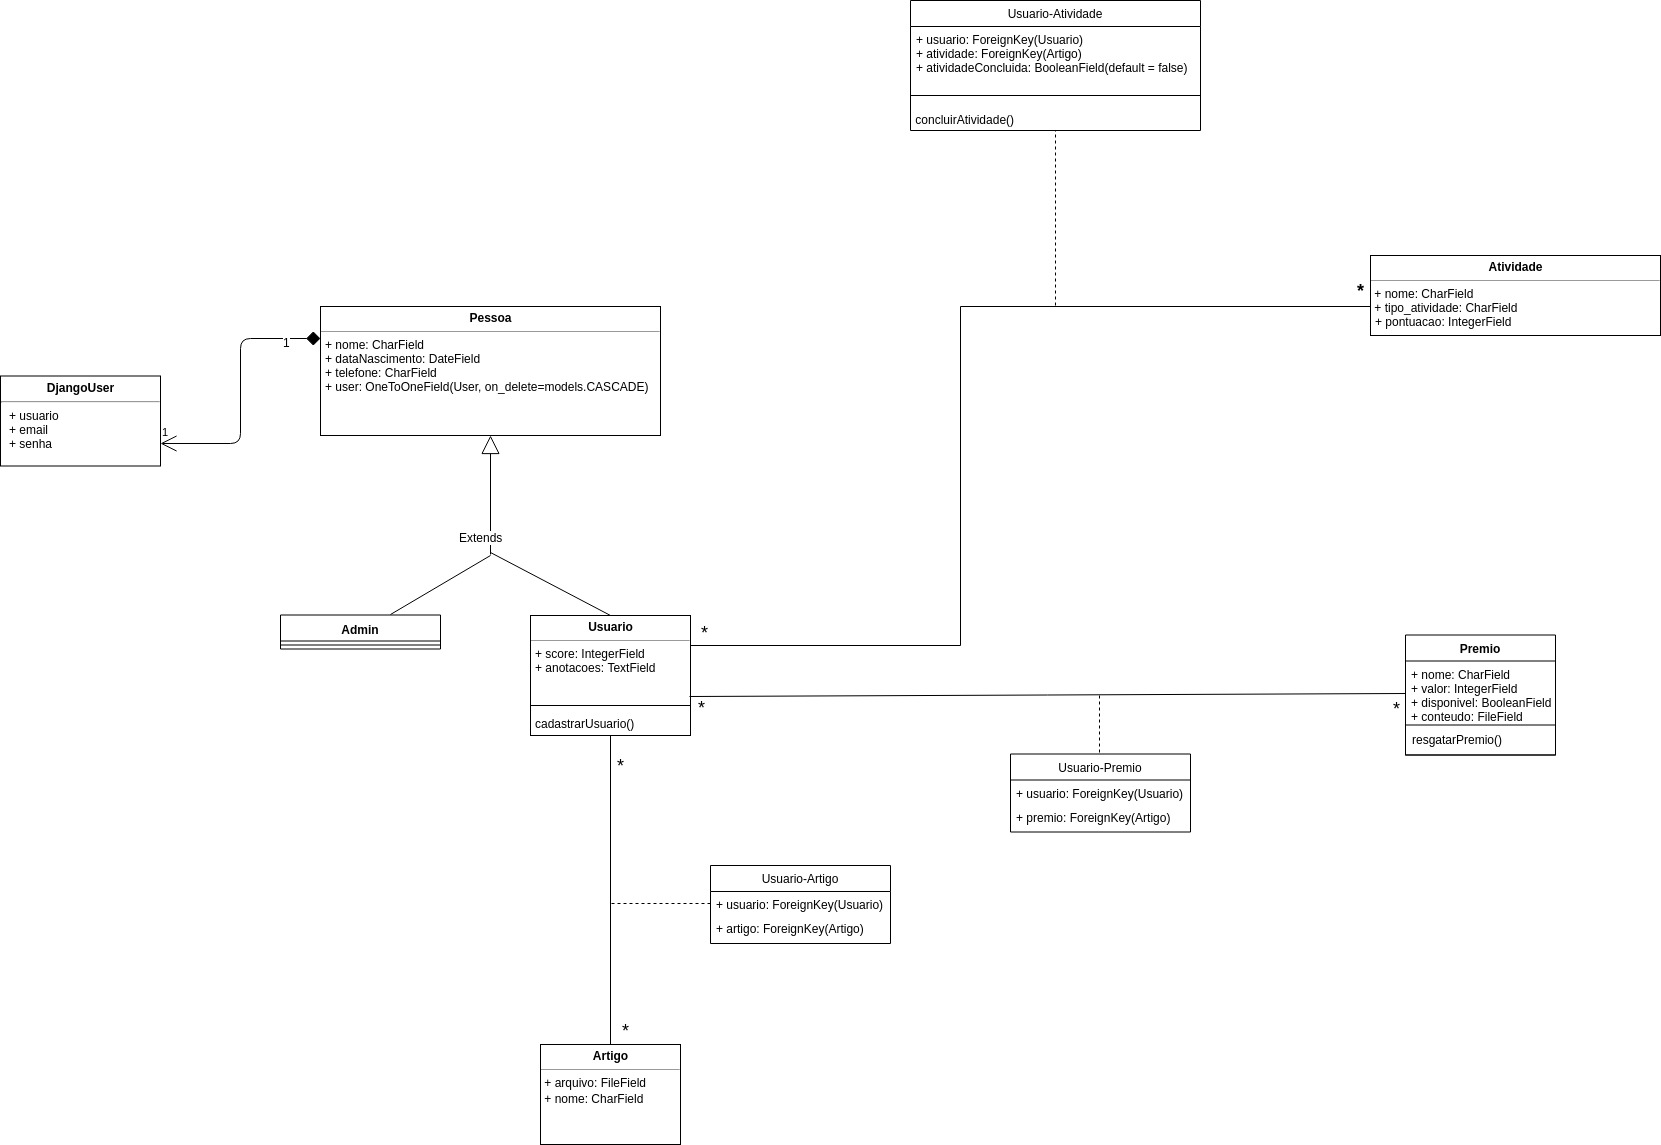 Usuario-Atividade
+ usuario: ForeignKey(Usuario)
+ atividade: ForeignKey(Artigo)
+ atividadeConcluida: BooleanField(default = false)
concluirAtividade()
Atividade
+ nome: CharField
+ tipo_atividade: CharField
+ pontuacao: IntegerField
*
Pessoa
+ nome: CharField
+ dataNascimento: DateField
+ telefone: CharField
+ user: OneToOneField(User, on_delete=models.CASCADE)
1
DjangoUser
+ usuario
+ email
+ senha
1
Extends
Admin
Usuario
+ score: IntegerField
+ anotacoes: TextField
cadastrarUsuario()
*
*
*
Premio
+ nome: CharField
+ valor: IntegerField
+ disponivel: BooleanField
+ conteudo: FileField
resgatarPremio()
*
Usuario-Premio
+ usuario: ForeignKey(Usuario)
+ premio: ForeignKey(Artigo)
Usuario-Artigo
+ usuario: ForeignKey(Usuario)
+ artigo: ForeignKey(Artigo)
*
Artigo
+ arquivo: FileField
+ nome: CharField